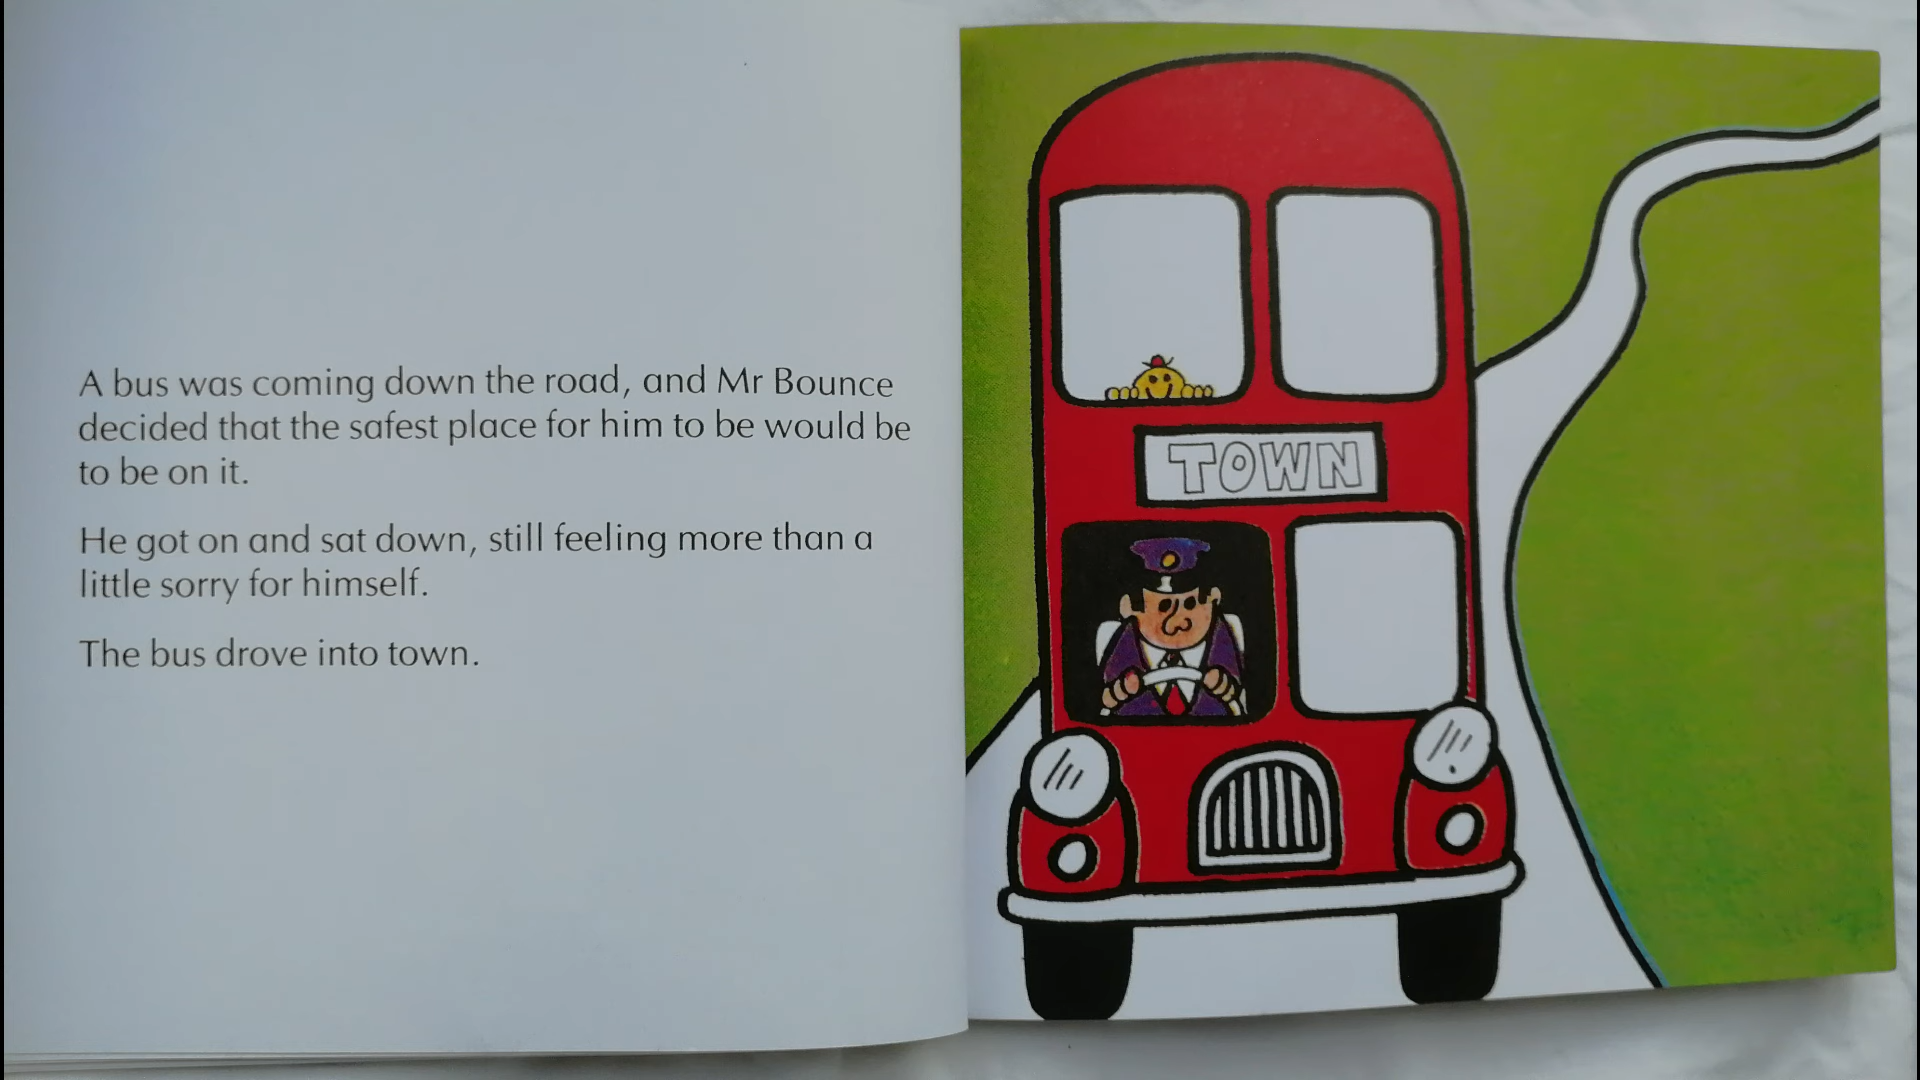 A bus was coming down the road, and Mr Bounce
decided that the safest place for him to be would be
to be on it.
He got on and sat down, still feeling more than a
little sorry for himself.
The bus drove into town.
TOWN